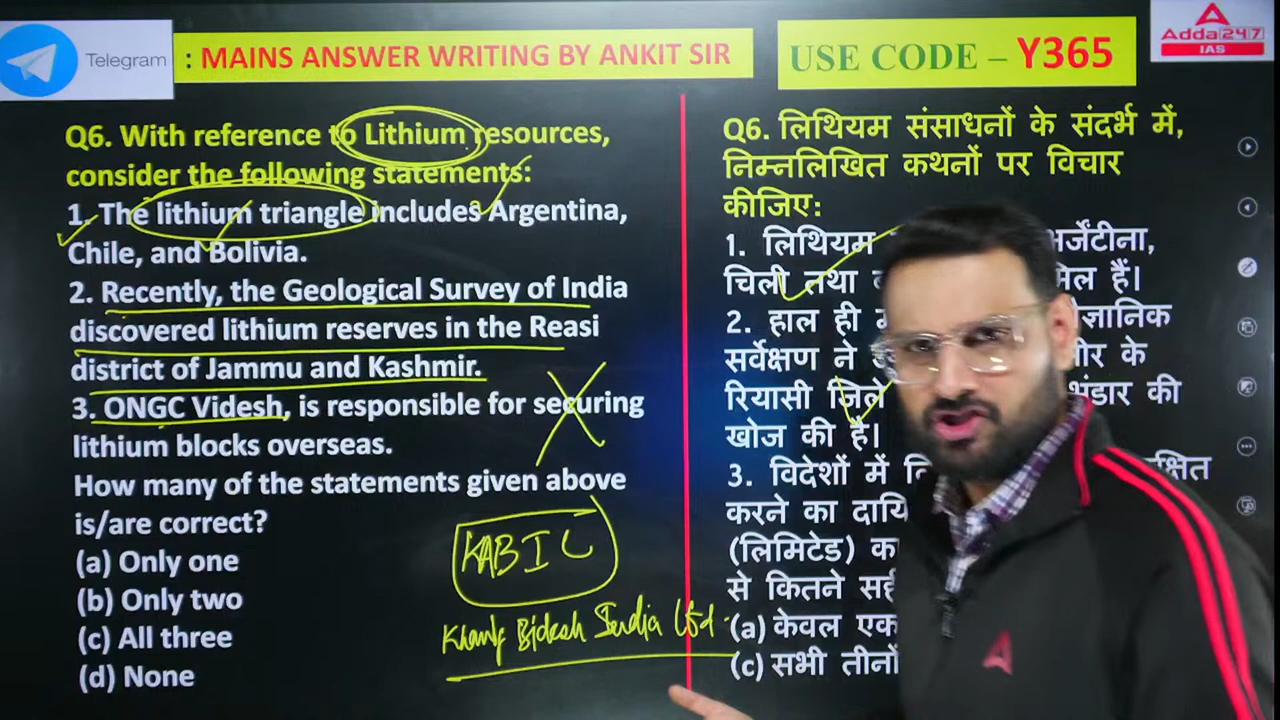 Telegram
: MAINS ANSWER WRITING BY ANKIT SIR
USE CODE – Y365
Adda247
IAS
Q6. With reference to Lithium resources,
consider the following statements:
1. The lithium triangle includes Argentina,
Chile, and Bolivia.
2. Recently, the Geological Survey of India
discovered lithium reserves in the Reasi
district of Jammu and Kashmir.
3. ONGC Videsh, is responsible for securing
lithium blocks overseas.
How many of the statements given above
is/are correct?
(a) Only one
(b) Only two
(c) All three
(d) None
KABIL
Bidesh India Ltd.
Q6. लिथियम संसाधनों के संदर्भ में,
निम्नलिखित कथनों पर विचार
कीजिए:
1. लिथियम अर्जेंटीना,
चिली तथा
2. हाल ही
सर्वेक्षण ने के
रियासी जिले भंडार की
खोज की है।
3. विदेशों में
करने का
(लिमिटेड)
से कितने
(a) केवल एक
(c) सभी तीनों